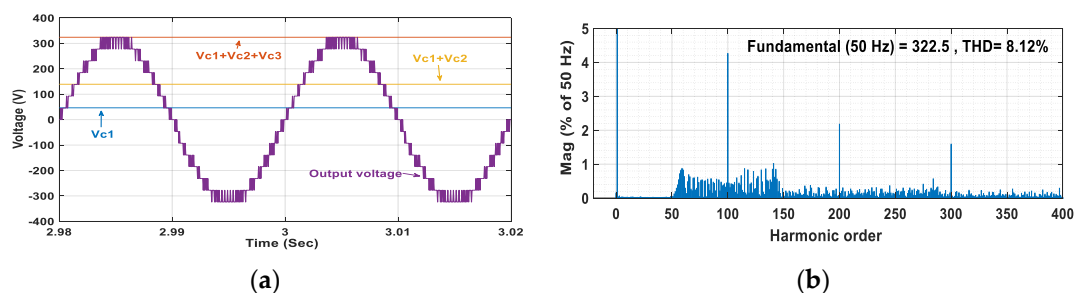 400
300
200
100
0
-100
-200
-300
-400
Voltage (V)
Vc1+Vc2+Vc3
Vc1+Vc2
Vc1
Output voltage
2.98
2.99
3
3.01
3.02
Time (Sec)
(a)
5
4
3
2
1
0
Mag (% of 50 Hz)
Fundamental (50 Hz) = 322.5 , THD= 8.12%
0
50
100
150
200
250
300
350
400
Harmonic order
(b)